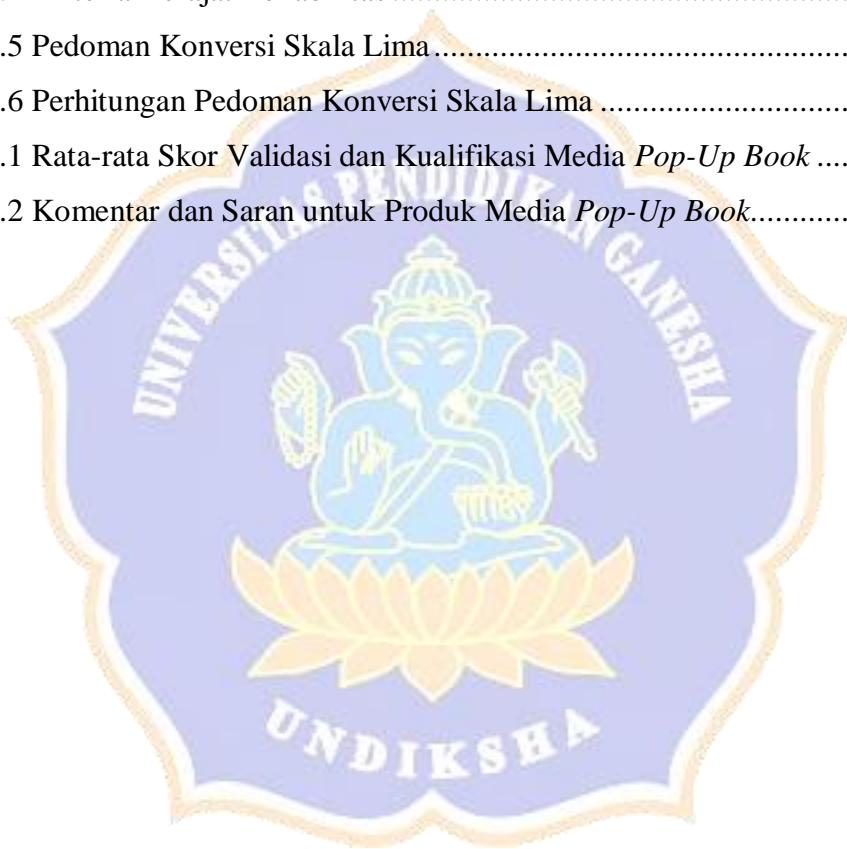 .5 Pedoman Konversi Skala Lima........................................................
.6 Perhitungan Pedoman Konversi Skala Lima ....................................
.1 Rata-rata Skor Validasi dan Kualifikasi Media Pop-Up Book ....
.2 Komentar dan Saran untuk Produk Media Pop-Up Book............
UNIVERSITAS PENDIDIKAN GANESHA
UNDIKSHA